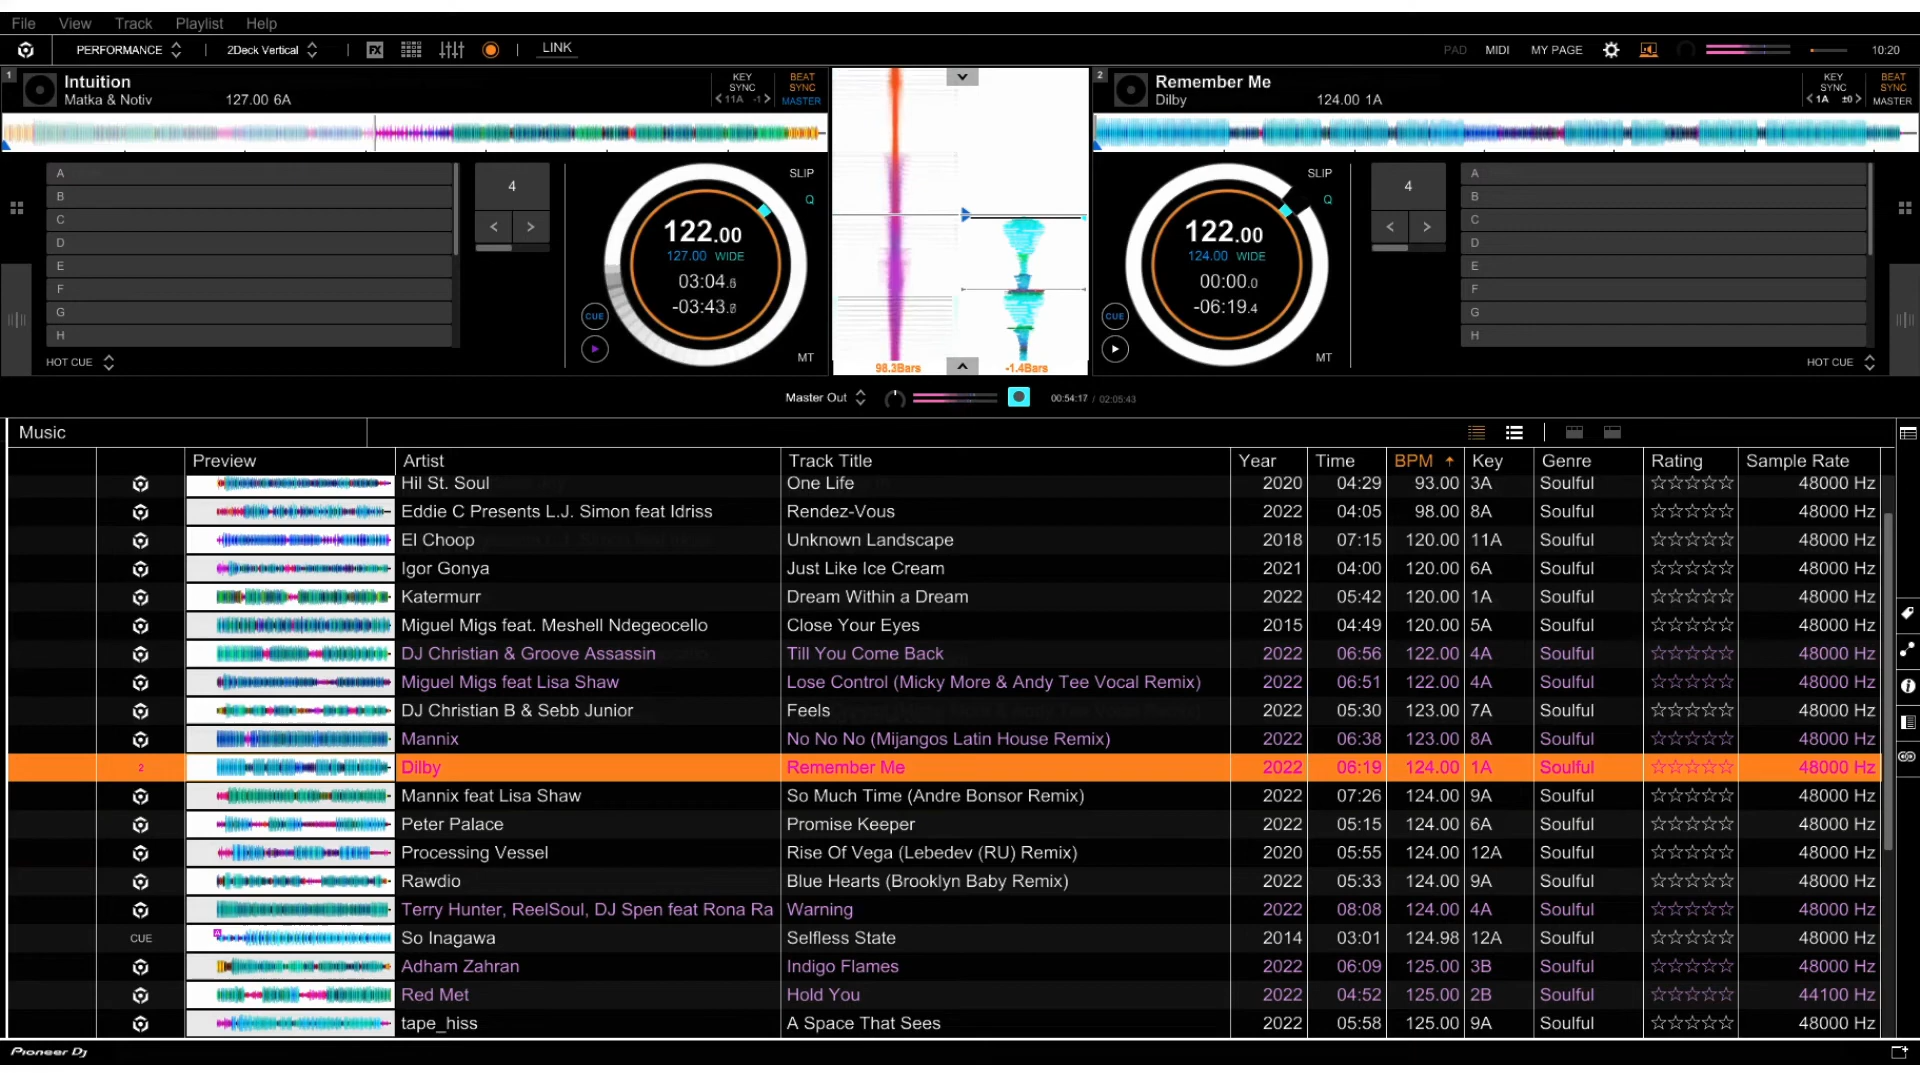 File View Track Playlist Help
PERFORMANCE 2Deck Vertical FX LINK PAD MIDI MY PAGE 10:20
1 Intuition KEY SYNC BEAT SYNC
Matka & Notiv 127.00 6A 11A -1 MASTER
2 Remember Me KEY SYNC BEAT SYNC
Dilby 124.00 1A 1A ±0 MASTER
A
B
C
D
E
F
G
H
HOT CUE
4
SLIP
Q
122.00
127.00 WIDE
-03:43.
CUE
MT
98.3Bars -1.4Bars
SLIP
Q
122.00
124.00 WIDE
00:00.0
-06:19.4
CUE
MT
4
A
B
C
D
E
F
G
H
HOT CUE
Master Out 00:54:17 / 02:05:43
Music
Preview Artist Track Title Year Time BPM Key Genre Rating Sample Rate
Hil St. Soul One Life 2020 04:29 93.00 3A Soulful 48000 Hz
Eddie C Presents L.J. Simon feat Idriss Rendez-Vous 2022 04:05 98.00 8A Soulful 48000 Hz
El Choop Unknown Landscape 2018 07:15 120.00 11A Soulful 48000 Hz
Igor Gonya Just Like Ice Cream 2021 04:00 120.00 6A Soulful 48000 Hz
Katermurr Dream Within a Dream 2022 05:42 120.00 1A Soulful 48000 Hz
Miguel Migs feat. Meshell Ndegeocello Close Your Eyes 2015 04:49 120.00 5A Soulful 48000 Hz
DJ Christian & Groove Assassin Till You Come Back 2022 06:56 122.00 4A Soulful 48000 Hz
Miguel Migs feat Lisa Shaw Lose Control (Micky More & Andy Tee Vocal Remix) 2022 06:51 122.00 4A Soulful 48000 Hz
DJ Christian B & Sebb Junior Feels 2022 05:30 123.00 7A Soulful 48000 Hz
Mannix No No No (Mijangos Latin House Remix) 2022 06:38 123.00 8A Soulful 48000 Hz
2 Dilby Remember Me 2022 06:19 124.00 1A Soulful 48000 Hz
Mannix feat Lisa Shaw So Much Time (Andre Bonsor Remix) 2022 07:26 124.00 9A Soulful 48000 Hz
Peter Palace Promise Keeper 2022 05:15 124.00 6A Soulful 48000 Hz
Processing Vessel Rise Of Vega (Lebedev (RU) Remix) 2020 05:55 124.00 12A Soulful 48000 Hz
Rawdio Blue Hearts (Brooklyn Baby Remix) 2022 05:33 124.00 9A Soulful 48000 Hz
Terry Hunter, ReelSoul, DJ Spen feat Rona Ra Warning 2022 08:08 124.00 4A Soulful 48000 Hz
CUE So Inagawa Selfless State 2014 03:01 124.98 12A Soulful 48000 Hz
Adham Zahran Indigo Flames 2022 06:09 125.00 3B Soulful 48000 Hz
Red Met Hold You 2022 04:52 125.00 2B Soulful 44100 Hz
tape_hiss A Space That Sees 2022 05:58 125.00 9A Soulful 48000 Hz
Pioneer Dj